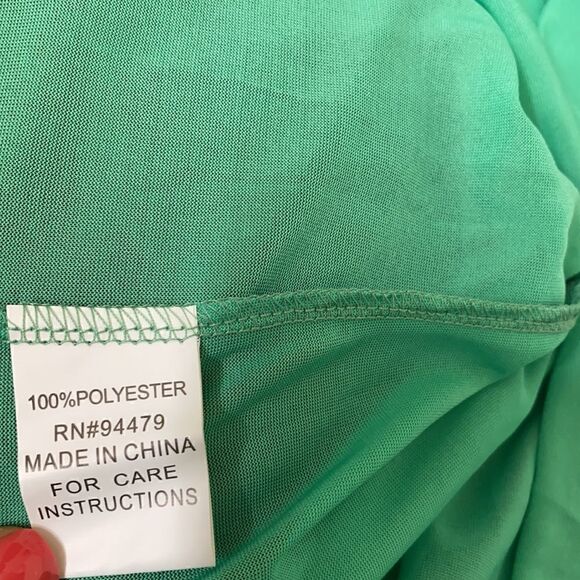 100%POLYESTER
RN#94479
MADE IN CHINA
FOR CARE
INSTRUCTIONS